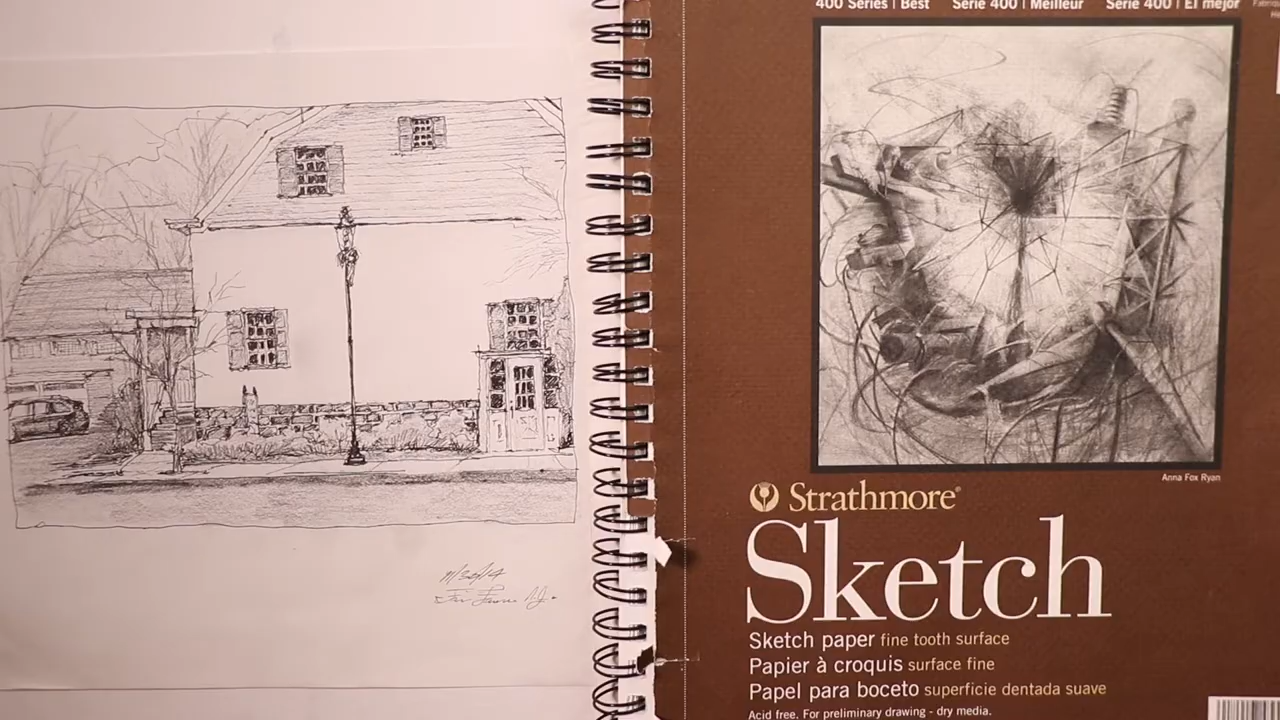 400 Series | Best Serie 400 | Meilleur Serie 400 | El mejor
Anna Fox Ryan
Strathmore®
Sketch
Sketch paper fine tooth surface
Papier à croquis surface fine
Papel para boceto superficie dentada suave
Acid free. For preliminary drawing - dry media.